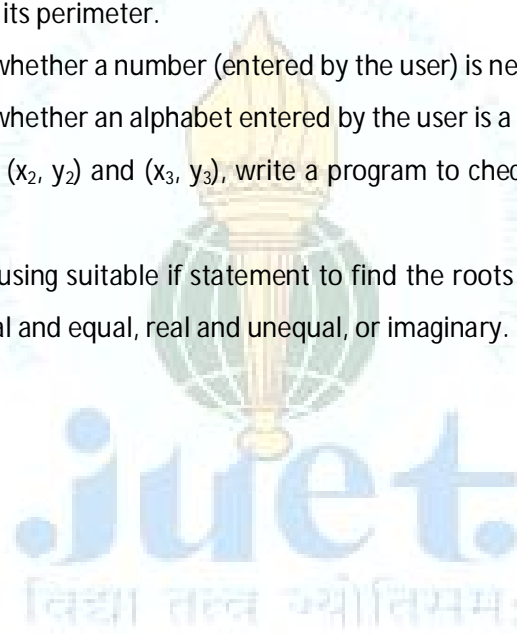 its perimeter.
whether a number (entered by the user) is ne
whether an alphabet entered by the user is a
(x₂, y₂) and (x₃, y₃), write a program to chec
using suitable if statement to find the roots
al and equal, real and unequal, or imaginary.
juet
विद्या तत्व ज्योतिसमः